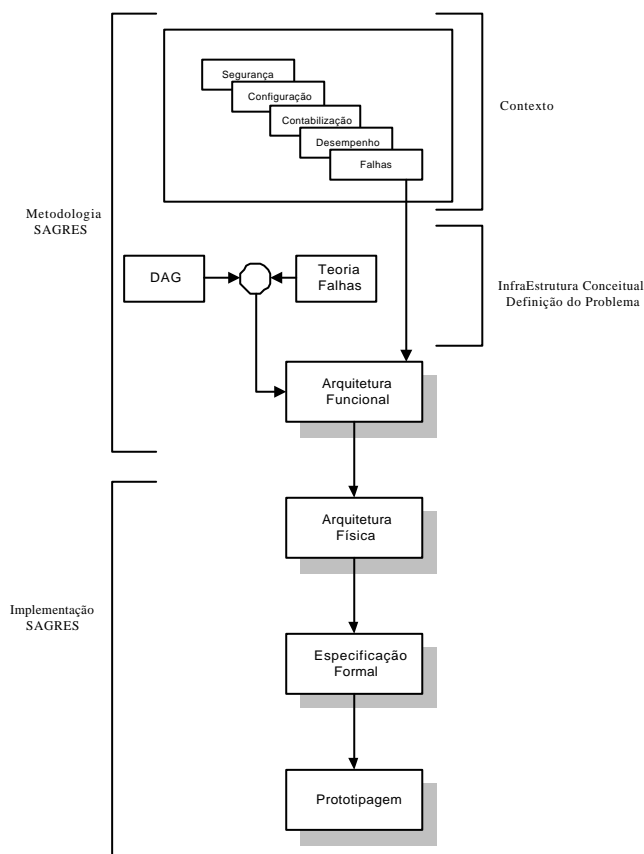 Segurança
Configuração
Contabilização
Desempenho
Falhas
Contexto
Metodologia
SAGRES
DAG
Teoria
Falhas
InfraEstrutura Conceitual
Definição do Problema
Arquitetura
Funcional
Arquitetura
Física
Implementação
SAGRES
Especificação
Formal
Prototipagem